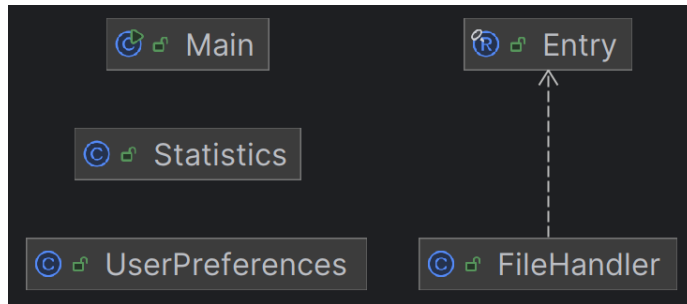 Main
Entry
Statistics
UserPreferences
FileHandler